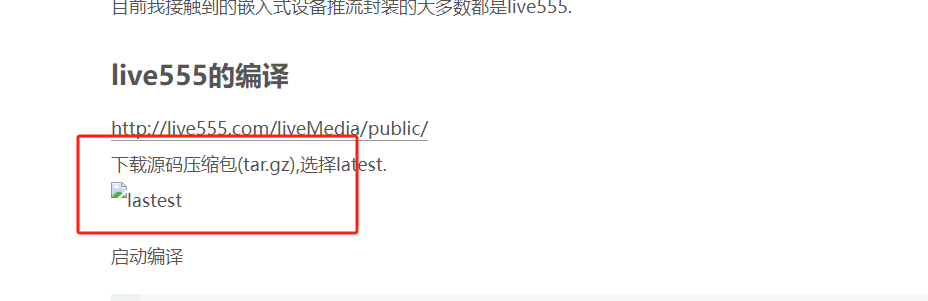 目前我接触到的嵌入式设备推流封装的大多数都是live555.
live555的编译
http://live555.com/liveMedia/public/
下载源码压缩包(tar.gz),选择latest.
lastest
启动编译